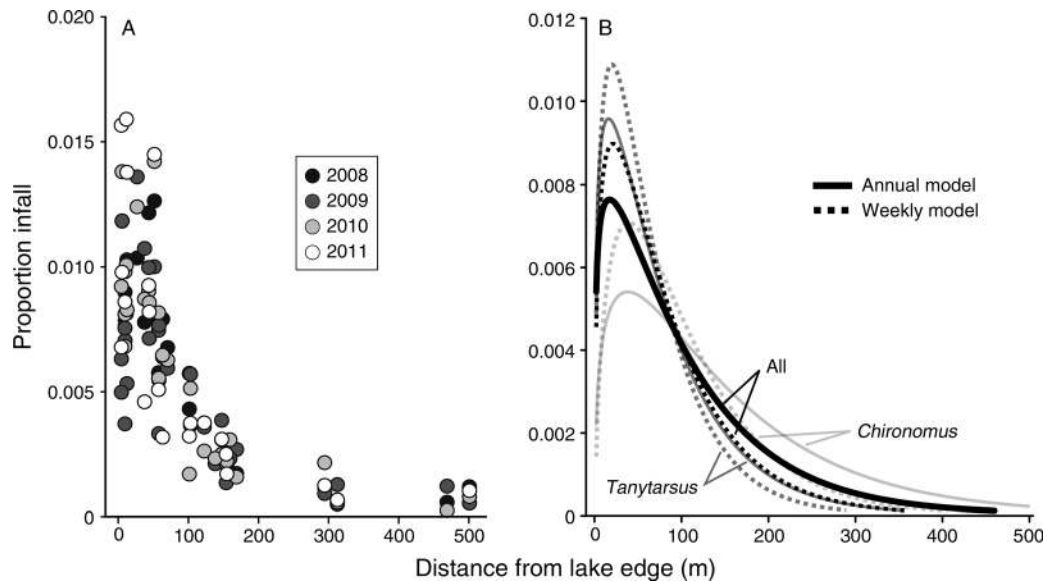 A
0.020
0.015
0.010
0.005
0
Proportion infall
2008
2009
2010
2011
0 100 200 300 400 500
B
0.012
0.010
0.008
0.006
0.004
0.002
0
Annual model
Weekly model
All
Chironomus
Tanytarsus
0 100 200 300 400 500
Distance from lake edge (m)